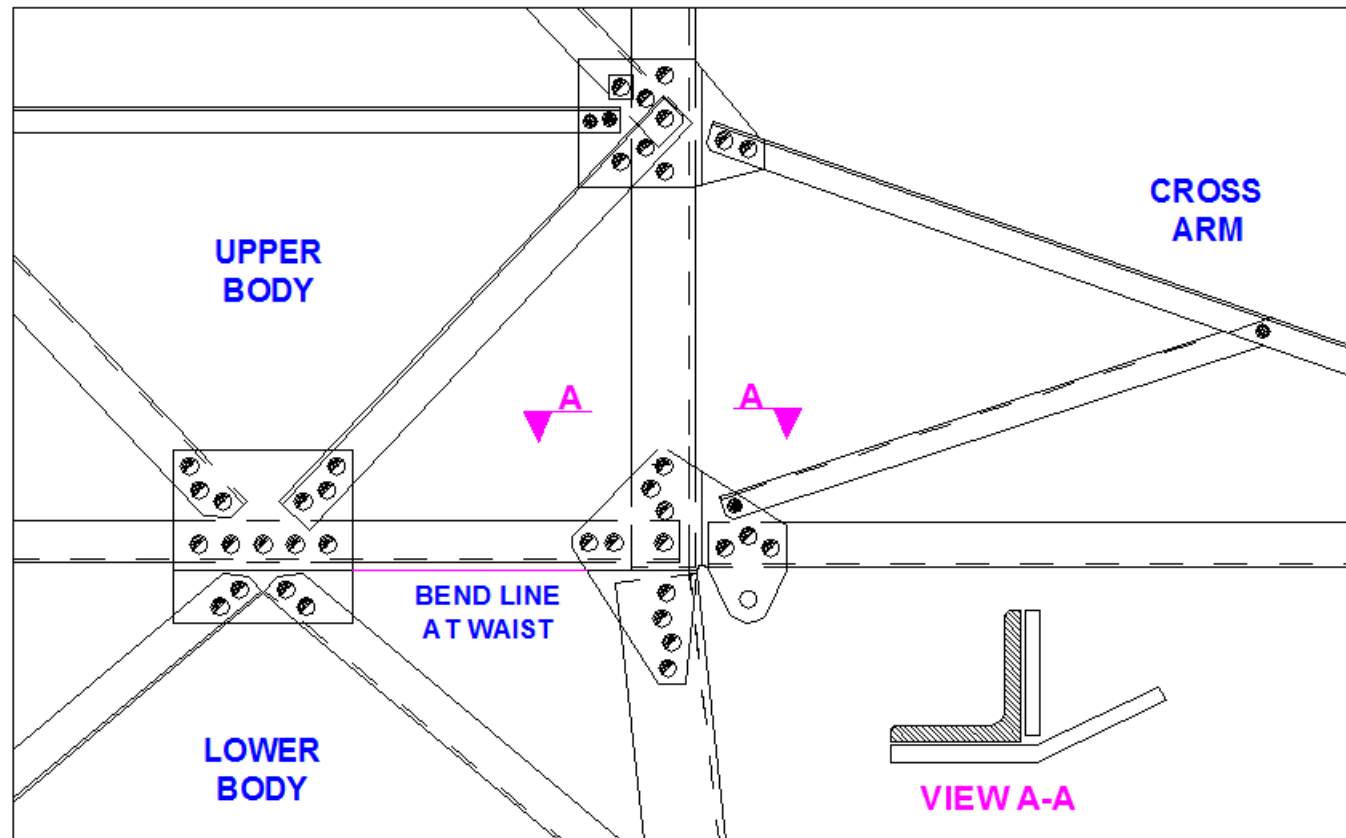 CROSS
ARM
UPPER
BODY
A
A
BEND LINE
AT WAIST
LOWER
BODY
VIEW A-A